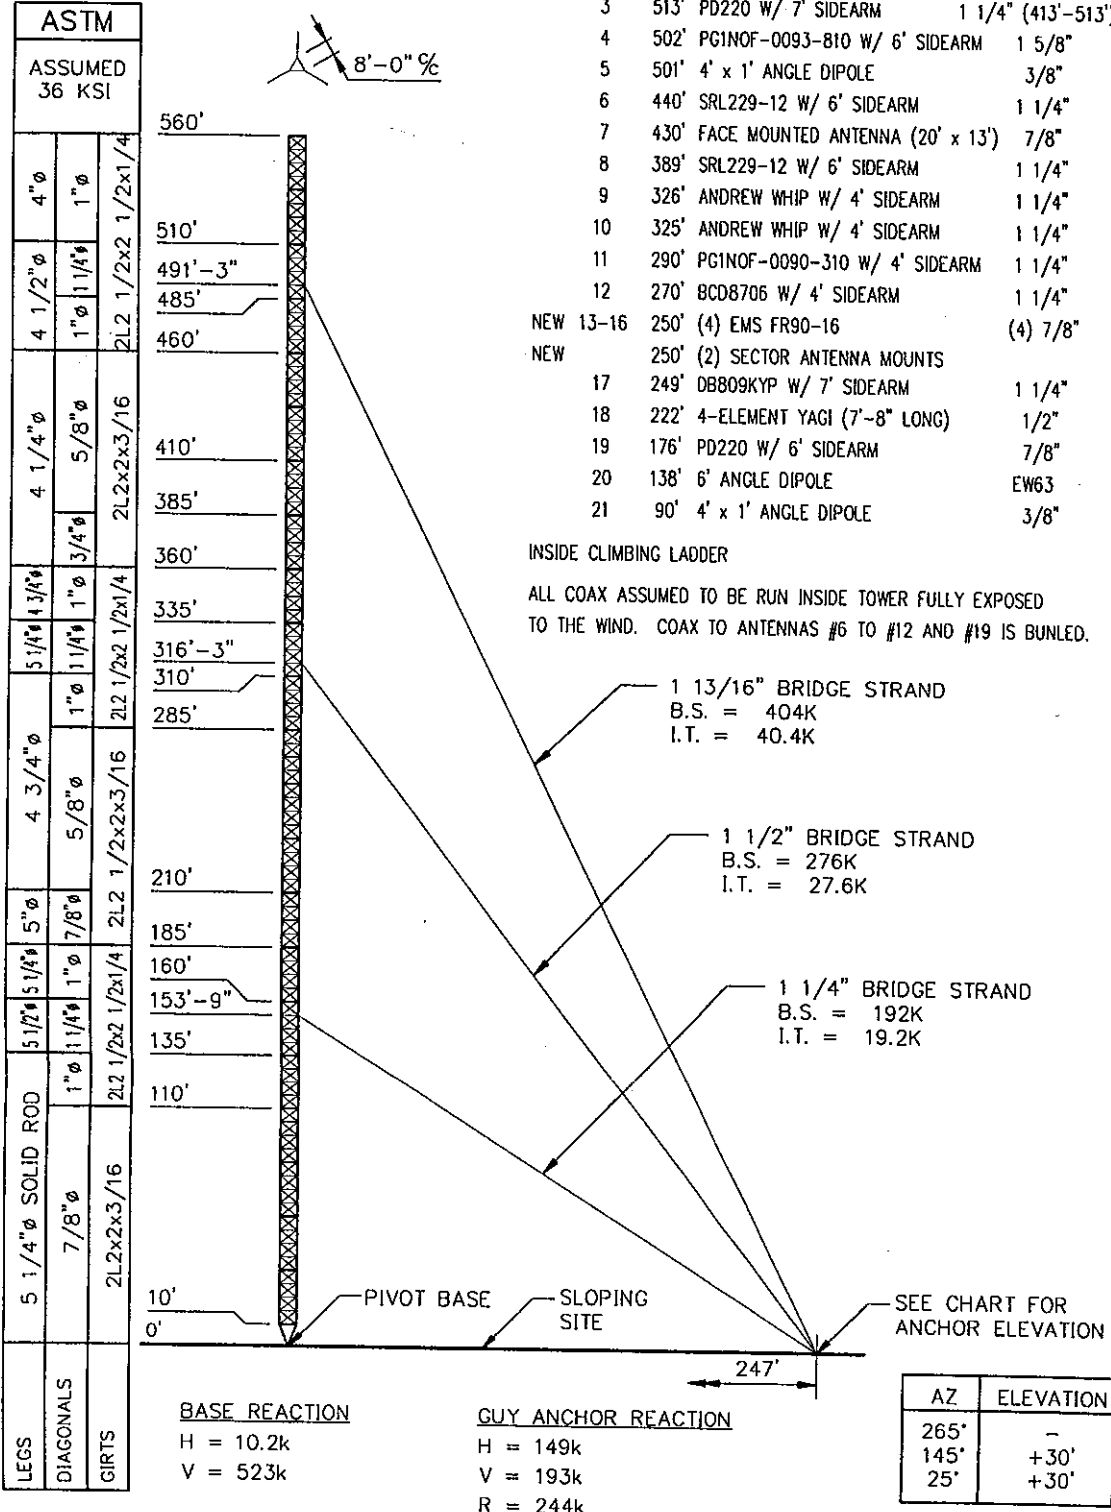 3 513' PD220 W/ 7' SIDEARM 1 1/4" (413'-513')
4 502' PG1NOF-0093-810 W/ 6' SIDEARM 1 5/8"
5 501' 4' x 1' ANGLE DIPOLE 3/8"
6 440' SRL229-12 W/ 6' SIDEARM 1 1/4"
7 430' FACE MOUNTED ANTENNA (20' x 13') 7/8"
8 389' SRL229-12 W/ 6' SIDEARM 1 1/4"
9 326' ANDREW WHIP W/ 4' SIDEARM 1 1/4"
10 325' ANDREW WHIP W/ 4' SIDEARM 1 1/4"
11 290' PG1NOF-0090-310 W/ 4' SIDEARM 1 1/4"
12 270' BCD8706 W/ 4' SIDEARM 1 1/4"
NEW 13-16 250' (4) EMS FR90-16 (4) 7/8"
NEW 250' (2) SECTOR ANTENNA MOUNTS
17 249' DB809KYP W/ 7' SIDEARM 1 1/4"
18 222' 4-ELEMENT YAGI (7'-8" LONG) 1/2"
19 176' PD220 W/ 6' SIDEARM 7/8"
20 138' 6' ANGLE DIPOLE EW63
21 90' 4' x 1' ANGLE DIPOLE 3/8"
INSIDE CLIMBING LADDER
ALL COAX ASSUMED TO BE RUN INSIDE TOWER FULLY EXPOSED
TO THE WIND. COAX TO ANTENNAS #6 TO #12 AND #19 IS BUNLED.
ASTM
ASSUMED
36 KSI
8'-0" %
560'
510'
491'-3"
485'
460'
410'
385'
360'
335'
316'-3"
310'
285'
210'
185'
160'
153'-9"
135'
110'
10'
0'
LEGS
5 1/4"ø SOLID ROD
5 1/2"ø
5 1/4"ø
5"ø
4 3/4"ø
5 1/4"ø
4 3/4"ø
4 1/4"ø
4 1/2"ø
4"ø
DIAGONALS
7/8"ø
1"ø
1 1/4"ø
1"ø
7/8"ø
5/8"ø
1"ø
1 1/4"ø
1"ø
3/4"ø
5/8"ø
1"ø
1 1/4"ø
1"ø
GIRTS
2L2x2x3/16
2L2 1/2x2 1/2x1/4
2L2 1/2x2x3/16
2L2 1/2x2 1/2x1/4
2L2x2x3/16
2L2 1/2x2 1/2x1/4
1 13/16" BRIDGE STRAND
B.S. = 404K
I.T. = 40.4K
1 1/2" BRIDGE STRAND
B.S. = 276K
I.T. = 27.6K
1 1/4" BRIDGE STRAND
B.S. = 192K
I.T. = 19.2K
PIVOT BASE
SLOPING
SITE
SEE CHART FOR
ANCHOR ELEVATION
247'
BASE REACTION
H = 10.2k
V = 523k
GUY ANCHOR REACTION
H = 149k
V = 193k
R = 244k
AZ ELEVATION
265° -
145° +30'
25° +30'